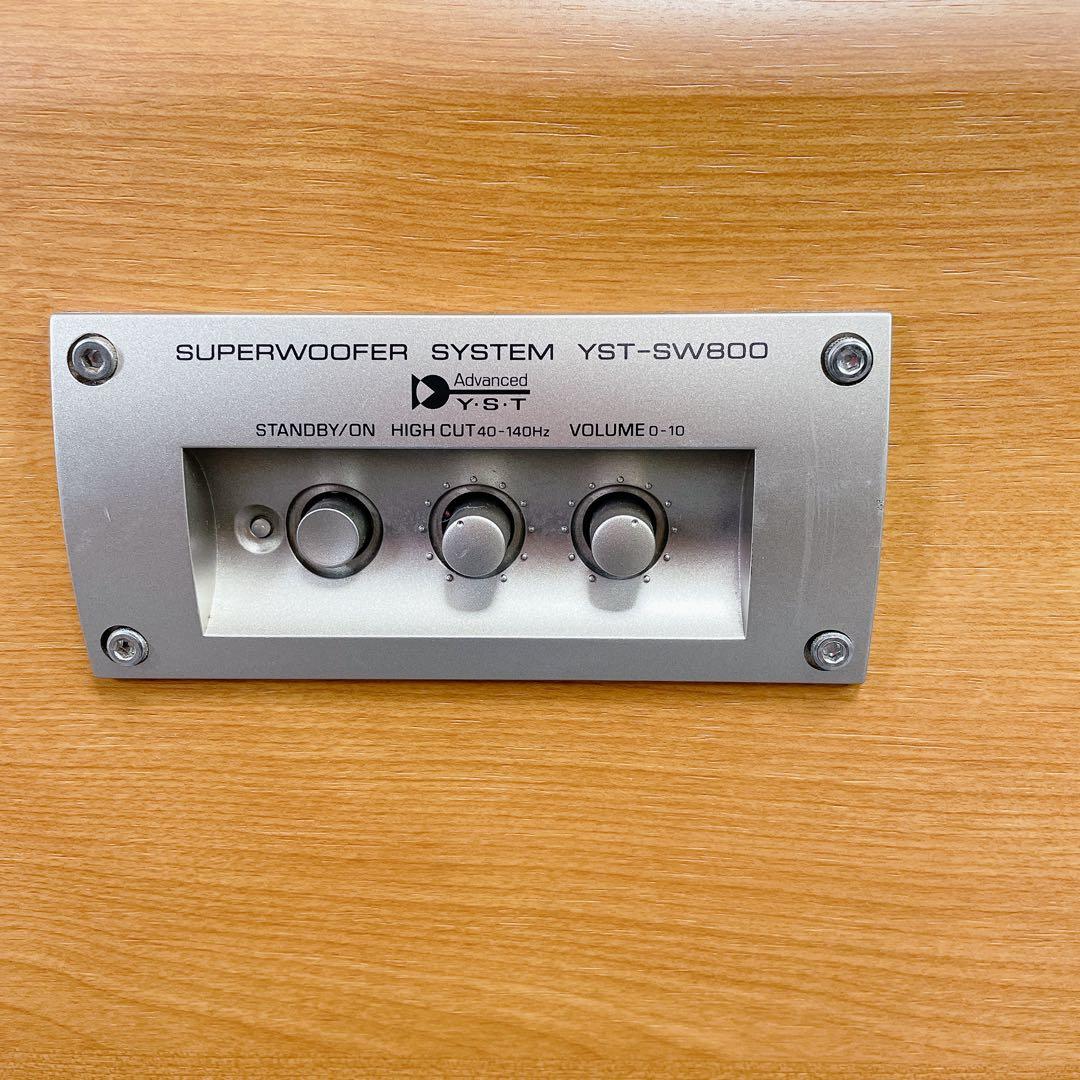 SUPERWOOFER SYSTEM YST-SW800
Advanced
Y·S·T
STANDBY/ON HIGH CUT 40-140Hz VOLUME 0-10